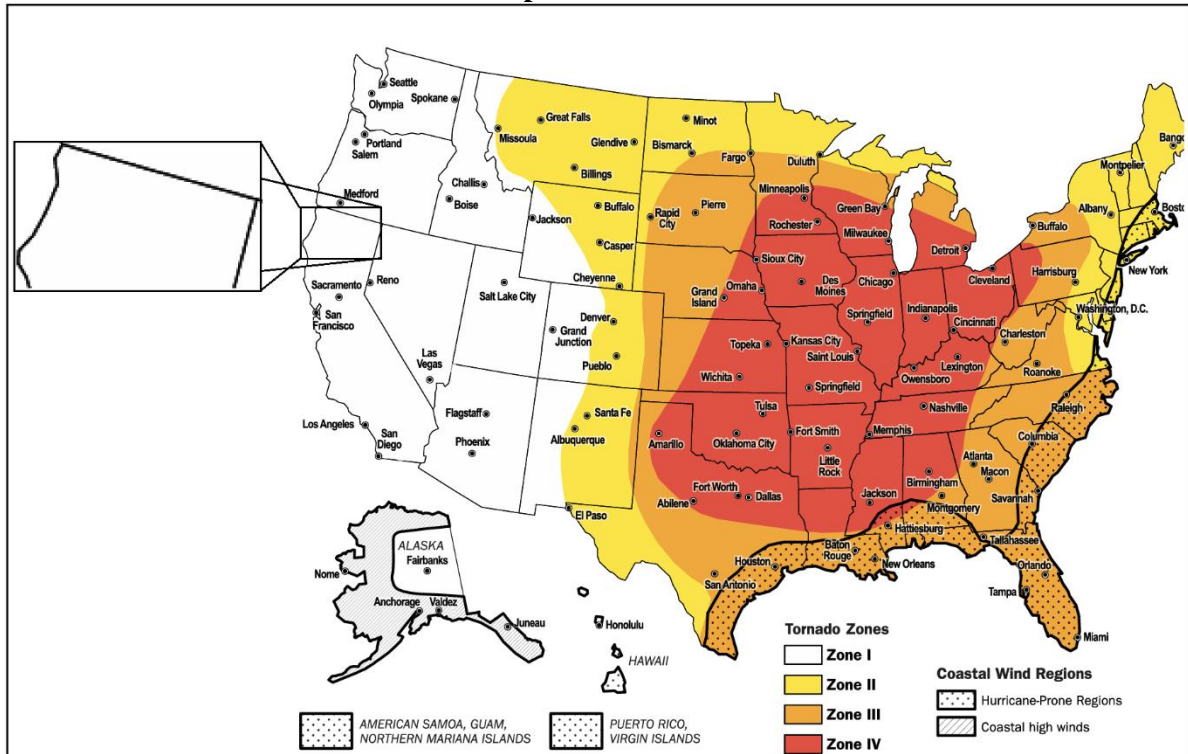 Seattle
Olympia
Spokane
Portland
Salem
Medford
Great Falls
Missoula
Glendive
Billings
Minot
Bismarck
Fargo
Duluth
Bango
Montpelier
Challis
Boise
Jackson
Buffalo
Casper
Cheyenne
Rapid
City
Pierre
Minneapolis
Rochester
Green Bay
Milwaukee
Albany
Bosto
Buffalo
Detroit
New York
Sacramento
San
Francisco
Reno
Salt Lake City
Sioux City
Grand
Island
Omaha
Des
Moines
Chicago
Cleveland
Harrisburg
Washington, D.C.
Denver
Grand
Junction
Pueblo
Springfield
Indianapolis
Cincinnati
Charleston
Las
Vegas
Topeka
Kansas City
Saint Louis
Lexington
Owensboro
Roanoke
Wichita
Springfield
Raleigh
Los Angeles
San
Diego
Flagstaff
Phoenix
Santa Fe
Albuquerque
Amarillo
Tulsa
Oklahoma City
Fort Smith
Little
Rock
Memphis
Nashville
Columbia
Atlanta
Macon
Birmingham
Savannah
Montgomery
El Paso
Abilene
Fort Worth
Dallas
Jackson
Hattiesburg
Tallahassee
San Antonio
Houston
Baton
Rouge
New Orleans
Orlando
Tampa
Miami
ALASKA
Fairbanks
Nome
Anchorage
Valdez
Juneau
Honolulu
HAWAII
AMERICAN SAMOA, GUAM,
NORTHERN MARIANA ISLANDS
PUERTO RICO,
VIRGIN ISLANDS
Tornado Zones
Zone I
Zone II
Zone III
Zone IV
Coastal Wind Regions
Hurricane-Prone Regions
Coastal high winds